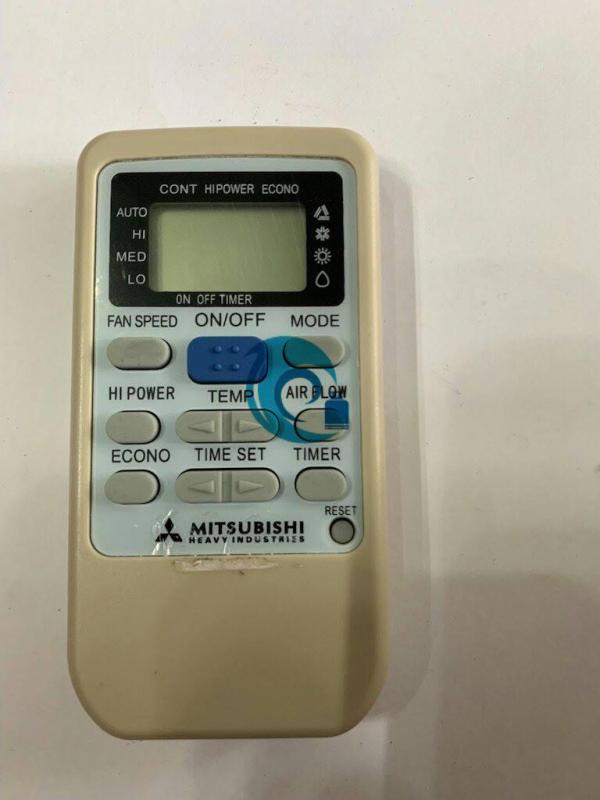 CONT HIPOWER ECONO
AUTO
HI
MED
LO
ON OFF TIMER
FAN SPEED ON/OFF MODE
HI POWER TEMP AIR FLOW
ECONO TIME SET TIMER
RESET
MITSUBISHI
HEAVY INDUSTRIES